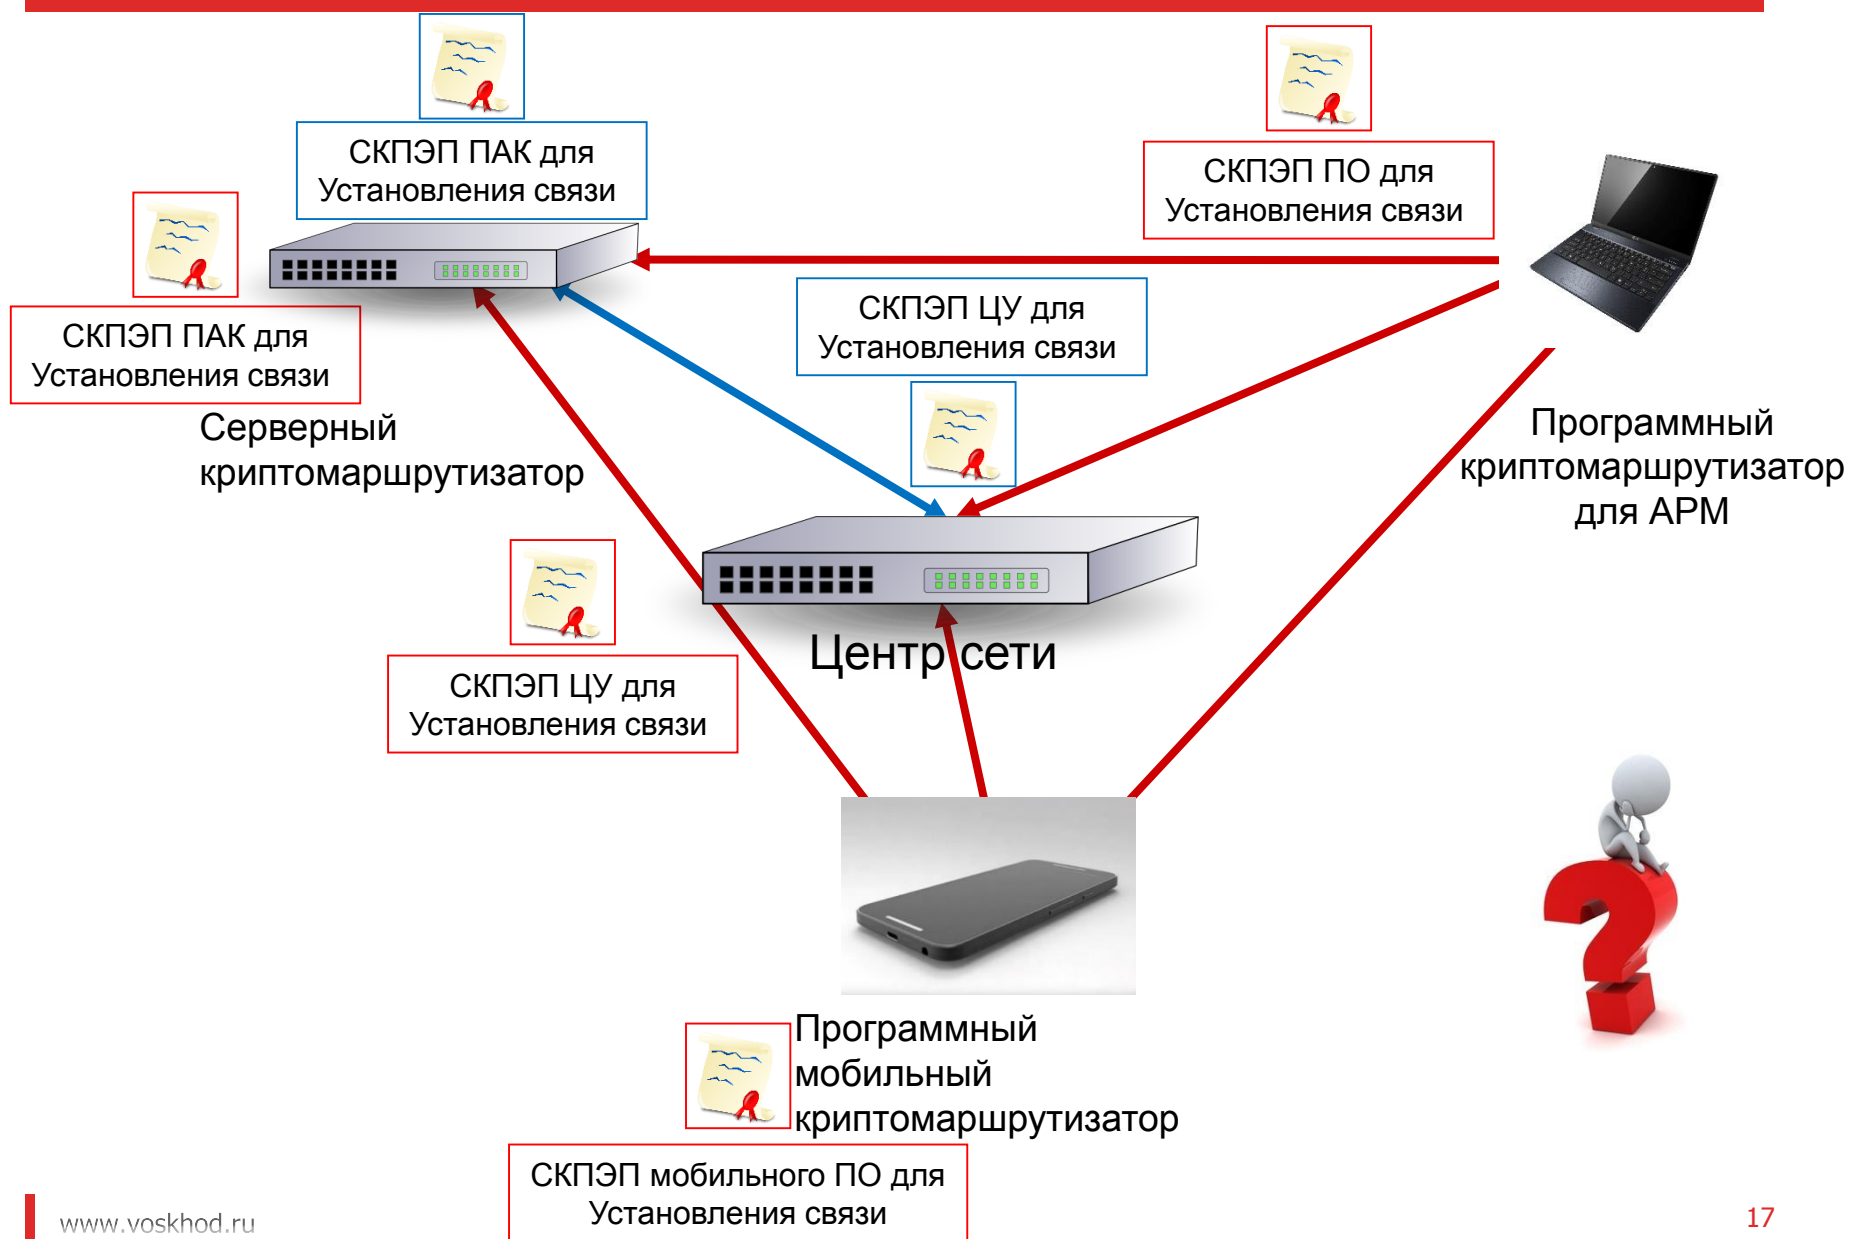 СКПЭП ПАК для
Установления связи
СКПЭП ПО для
Установления связи
СКПЭП ПАК для
Установления связи
СКПЭП ЦУ для
Установления связи
Серверный
криптомаршрутизатор
Программный
криптомаршрутизатор
для АРМ
Центр сети
СКПЭП ЦУ для
Установления связи
Программный
мобильный
криптомаршрутизатор
СКПЭП мобильного ПО для
Установления связи
www.voskhod.ru
17